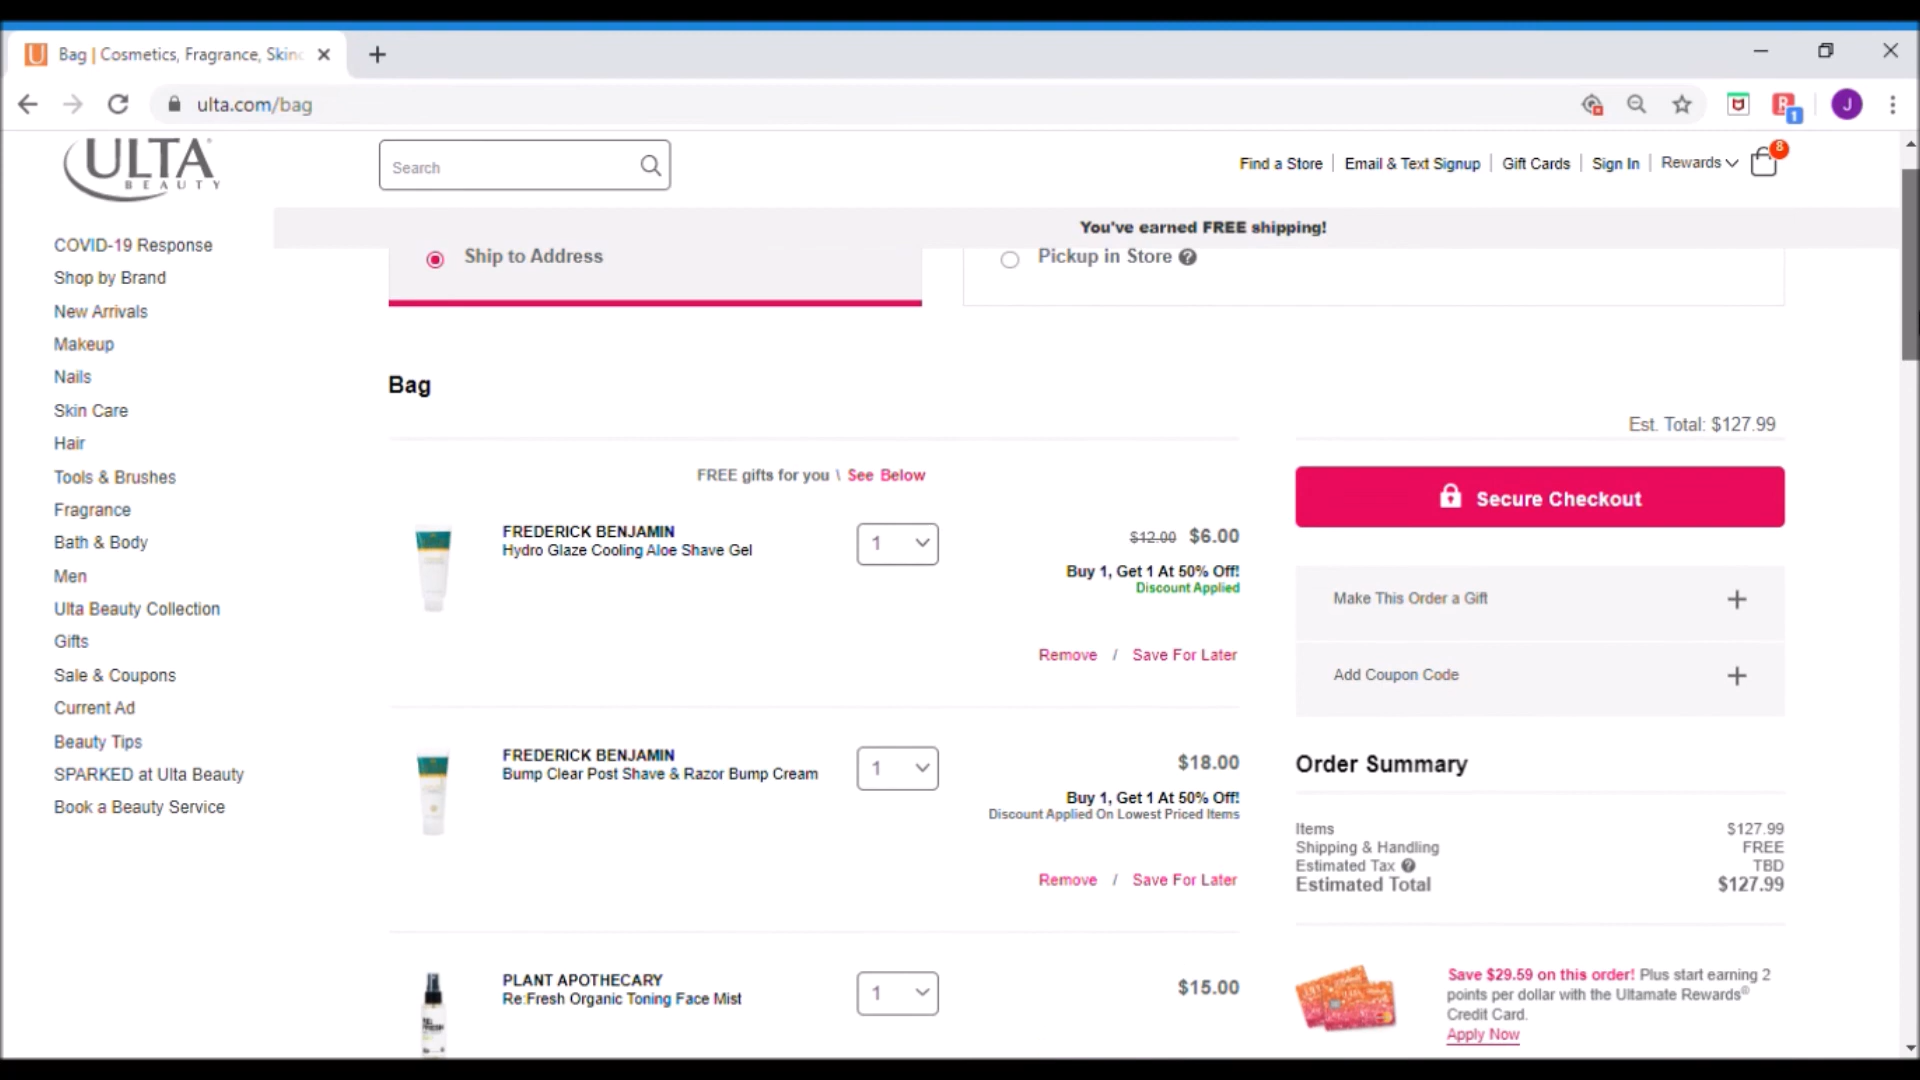 Bag | Cosmetics, Fragrance, Skinc
ulta.com/bag
J
1
ULTA
BEAUTY
Search
Find a Store
Email & Text Signup
Gift Cards
Sign In
Rewards
8
You've earned FREE shipping!
COVID-19 Response
Shop by Brand
New Arrivals
Makeup
Nails
Skin Care
Hair
Tools & Brushes
Fragrance
Bath & Body
Men
Ulta Beauty Collection
Gifts
Sale & Coupons
Current Ad
Beauty Tips
SPARKED at Ulta Beauty
Book a Beauty Service
Ship to Address
Pickup in Store ?
Bag
FREE gifts for you \ See Below
FREDERICK BENJAMIN
Hydro Glaze Cooling Aloe Shave Gel
1
$12.00 $6.00
Buy 1, Get 1 At 50% Off!
Discount Applied
Remove / Save For Later
FREDERICK BENJAMIN
Bump Clear Post Shave & Razor Bump Cream
1
$18.00
Buy 1, Get 1 At 50% Off!
Discount Applied On Lowest Priced Items
Remove / Save For Later
PLANT APOTHECARY
Re:Fresh Organic Toning Face Mist
1
$15.00
Est. Total: $127.99
Secure Checkout
Make This Order a Gift
Add Coupon Code
Order Summary
Items $127.99
Shipping & Handling FREE
Estimated Tax ? TBD
Estimated Total $127.99
Save $29.59 on this order! Plus start earning 2
points per dollar with the Ultamate Rewards®
Credit Card.
Apply Now